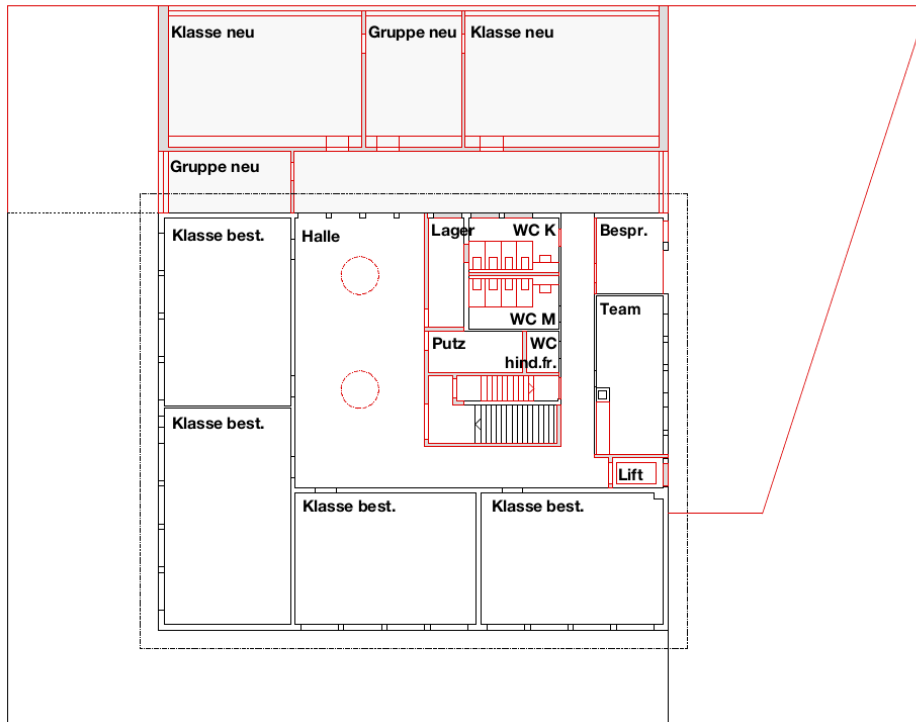 Klasse neu
Gruppe neu
Klasse neu
Gruppe neu
Klasse best.
Halle
Lager
WC K
Bespr.
WC M
Team
Putz
WC
hind.fr.
Klasse best.
Lift
Klasse best.
Klasse best.